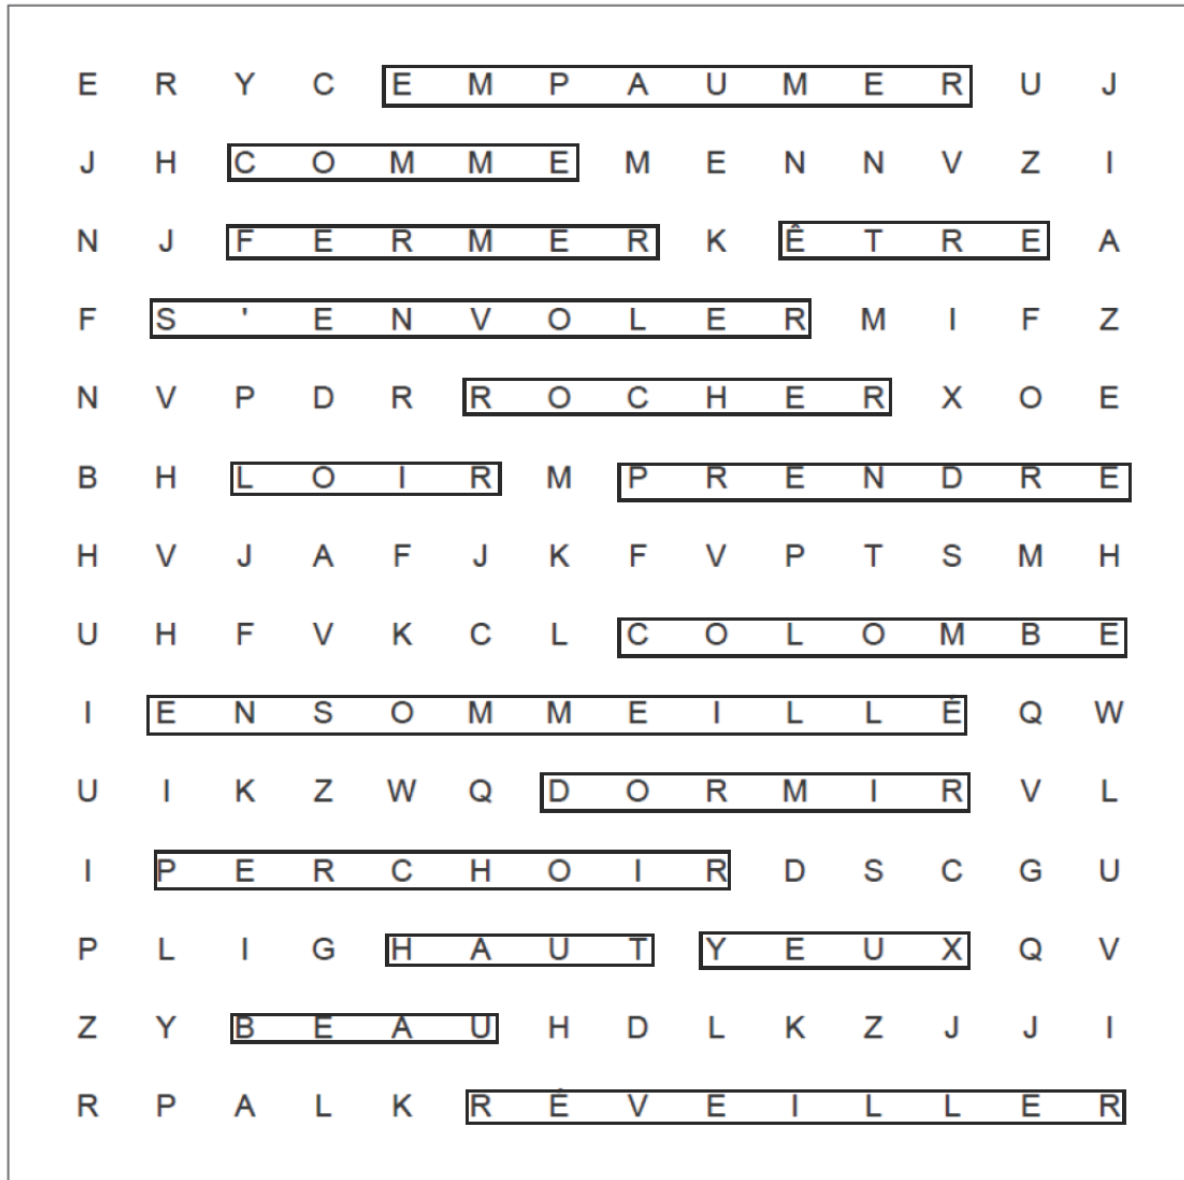 E R Y C E M P A U M E R U J
J H C O M M E M E N N V Z I
N J F E R M E R K Ê T R E A
F S ' E N V O L E R M I F Z
N V P D R R O C H E R X O E
B H L O I R M P R E N D R E
H V J A F J K F V P T S M H
U H F V K C L C O L O M B E
I E N S O M M E I L L É Q W
U I K Z W Q D O R M I R V L
I P E R C H O I R D S C G U
P L I G H A U T Y E U X Q V
Z Y B E A U H D L K Z J J I
R P A L K R É V E I L L E R